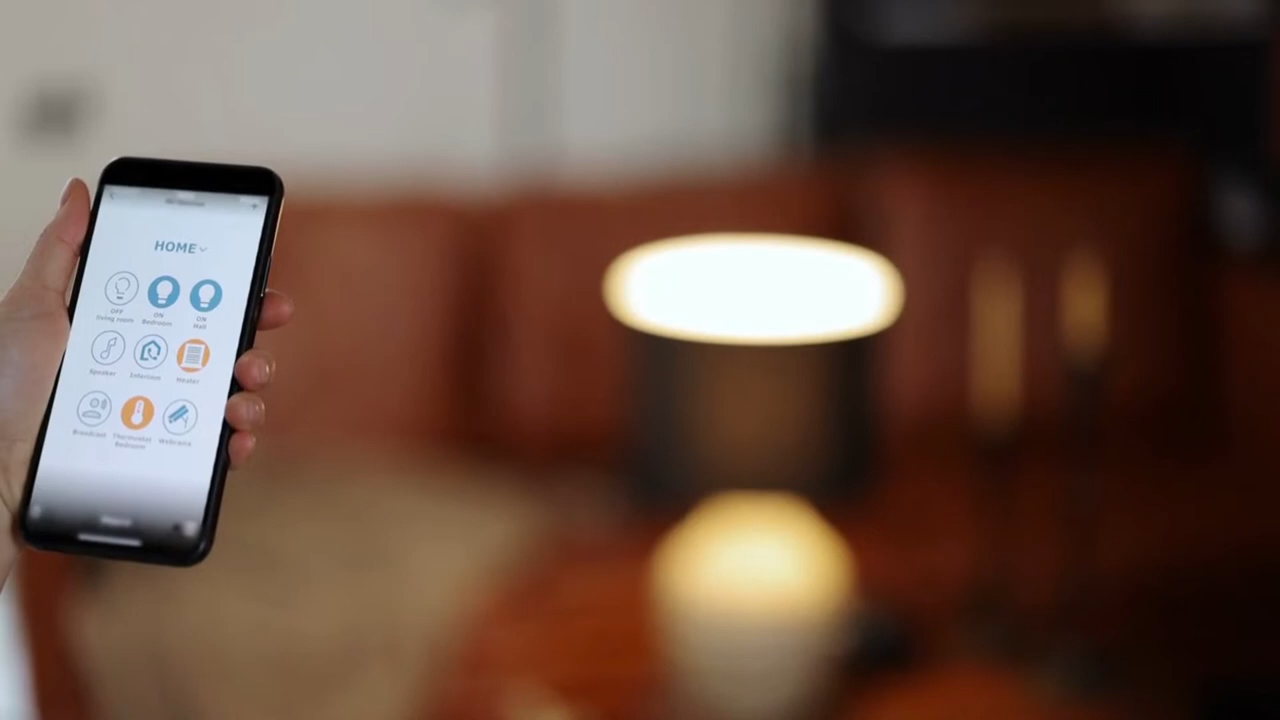 HOME
OFF
living room
ON
Bedroom
ON
Hall
Speaker
Intercom
Heater
Broadcast
Thermostat
Bedroom
Webcams